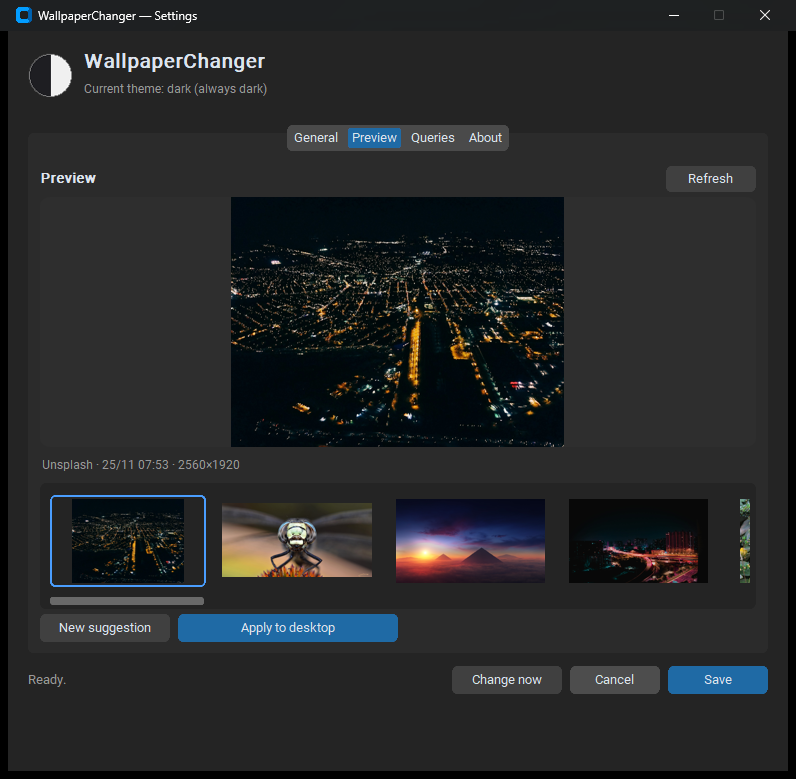 WallpaperChanger — Settings
WallpaperChanger
Current theme: dark (always dark)
General Preview Queries About
Preview
Refresh
Unsplash · 25/11 07:53 · 2560×1920
New suggestion
Apply to desktop
Ready.
Change now
Cancel
Save